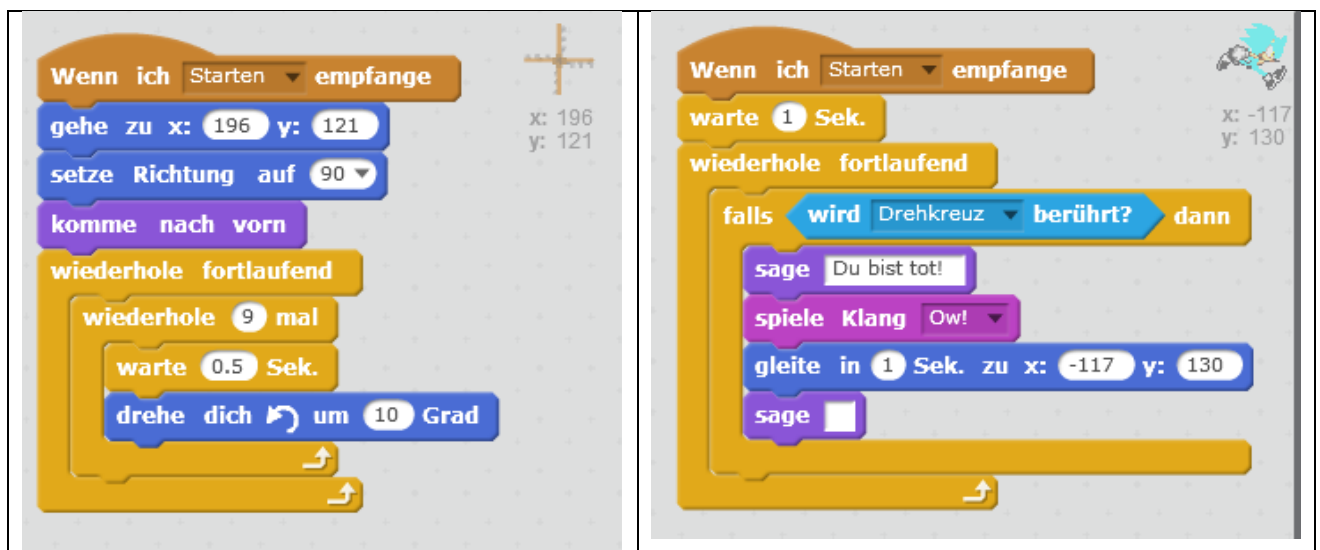 Wenn ich Starten empfange
gehe zu x: 196 y: 121
setze Richtung auf 90
komme nach vorn
wiederhole fortlaufend
wiederhole 9 mal
warte 0.5 Sek.
drehe dich um 10 Grad
x: 196
y: 121
Wenn ich Starten empfange
warte 1 Sek.
wiederhole fortlaufend
falls wird Drehkreuz berührt? dann
sage Du bist tot!
spiele Klang Ow!
gleite in 1 Sek. zu x: -117 y: 130
sage
x: -117
y: 130